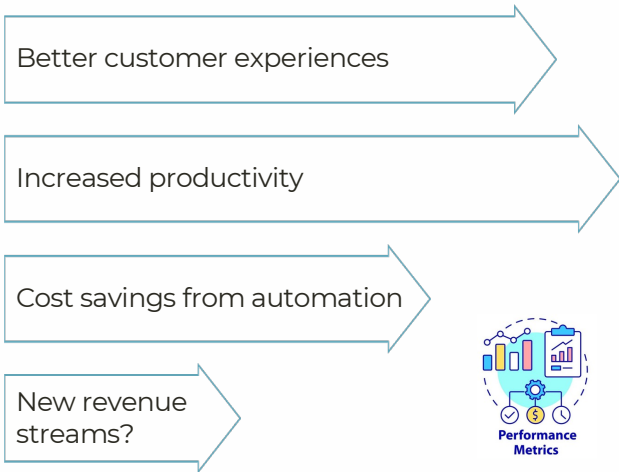 Better customer experiences
Increased productivity
Cost savings from automation
New revenue
streams?
$
Performance
Metrics